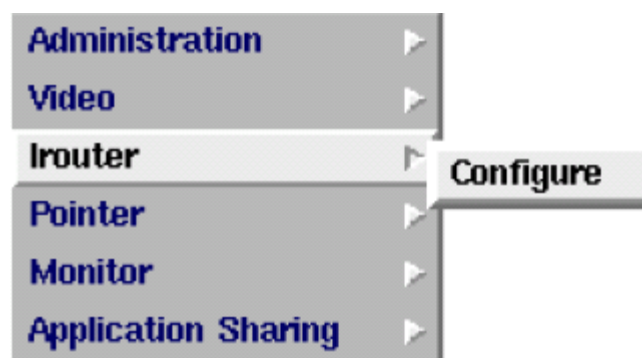 Administration
Video
Irouter
Configure
Pointer
Monitor
Application Sharing